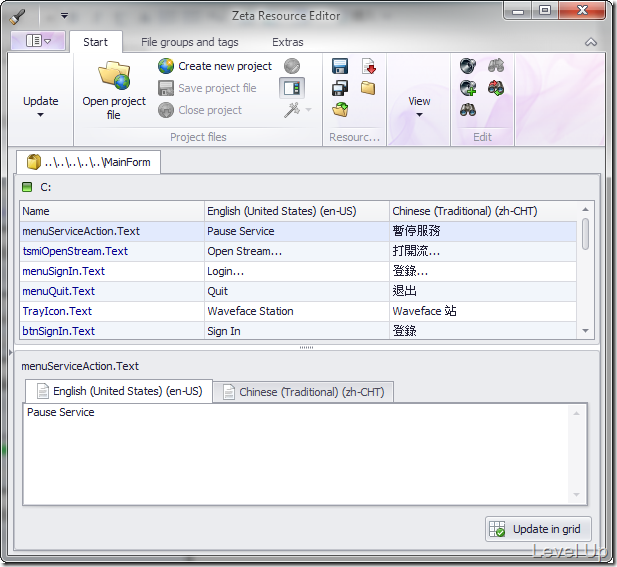 Zeta Resource Editor
Start File groups and tags Extras
Update
Open project file
Create new project
Save project file
Close project
Project files
Resourc...
View
Edit
..\..\..\..\..\MainForm
C:
Name English (United States) (en-US) Chinese (Traditional) (zh-CHT)
menuServiceAction.Text Pause Service 暫停服務
tsmiOpenStream.Text Open Stream... 打開流...
menuSignIn.Text Login... 登錄...
menuQuit.Text Quit 退出
TrayIcon.Text Waveface Station Waveface 站
btnSignIn.Text Sign In 登錄
menuServiceAction.Text
English (United States) (en-US) Chinese (Traditional) (zh-CHT)
Pause Service
Update in grid
Level Up